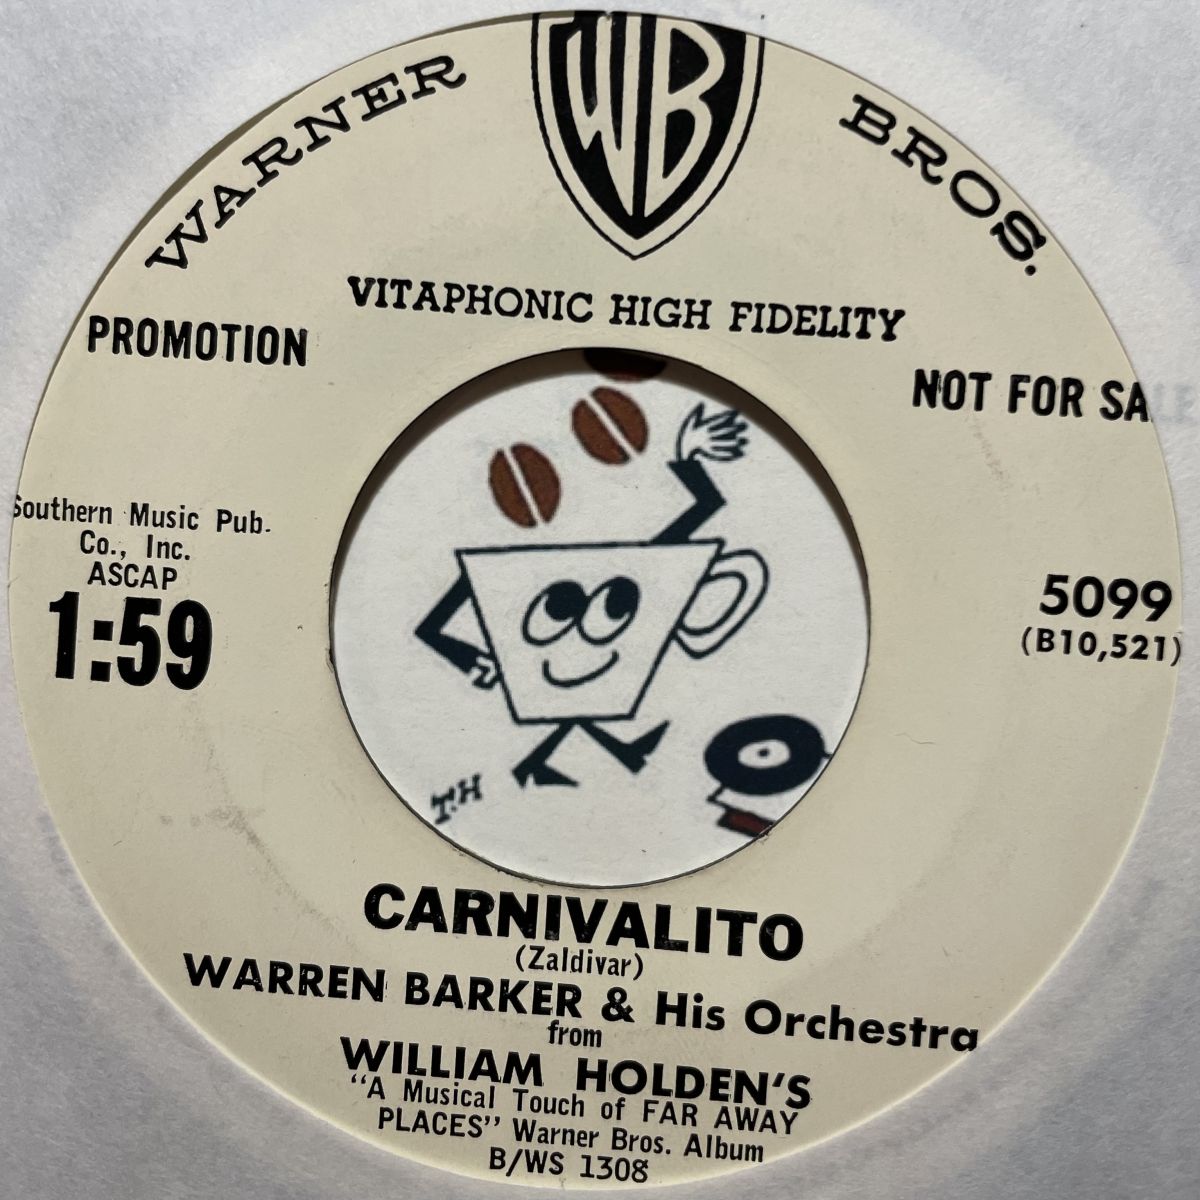 WARNER BROS.
WB
VITAPHONIC HIGH FIDELITY
PROMOTION
NOT FOR SALE
Southern Music Pub.
Co., Inc.
ASCAP
1:59
5099
(B10,521)
T.H
CARNIVALITO
(Zaldivar)
WARREN BARKER & His Orchestra
from
WILLIAM HOLDEN'S
"A Musical Touch of FAR AWAY
PLACES" Warner Bros. Album
B/WS 1308